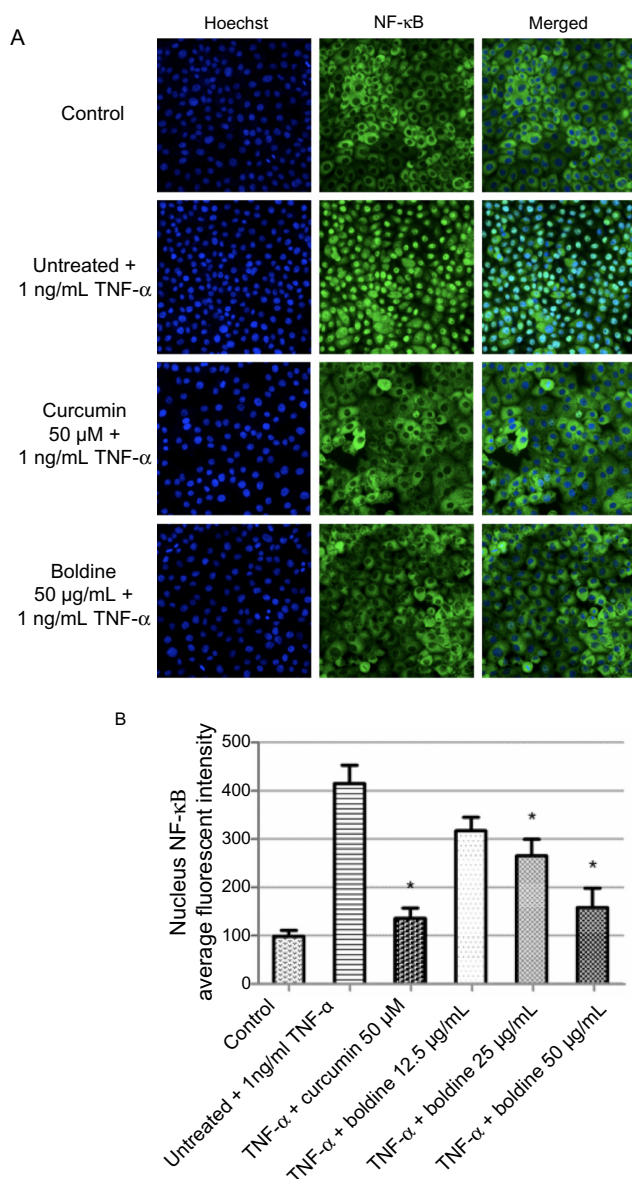 A
Hoechst NF-κB Merged
Control
Untreated +
1 ng/mL TNF-α
Curcumin
50 µM +
1 ng/mL TNF-α
Boldine
50 µg/mL +
1 ng/mL TNF-α
B
Nucleus NF-κB
average fluorescent intensity
500
400
300
200
100
0
*
*
*
Control
Untreated + 1ng/ml TNF-α
TNF-α + curcumin 50 µM
TNF-α + boldine 12.5 µg/mL
TNF-α + boldine 25 µg/mL
TNF-α + boldine 50 µg/mL